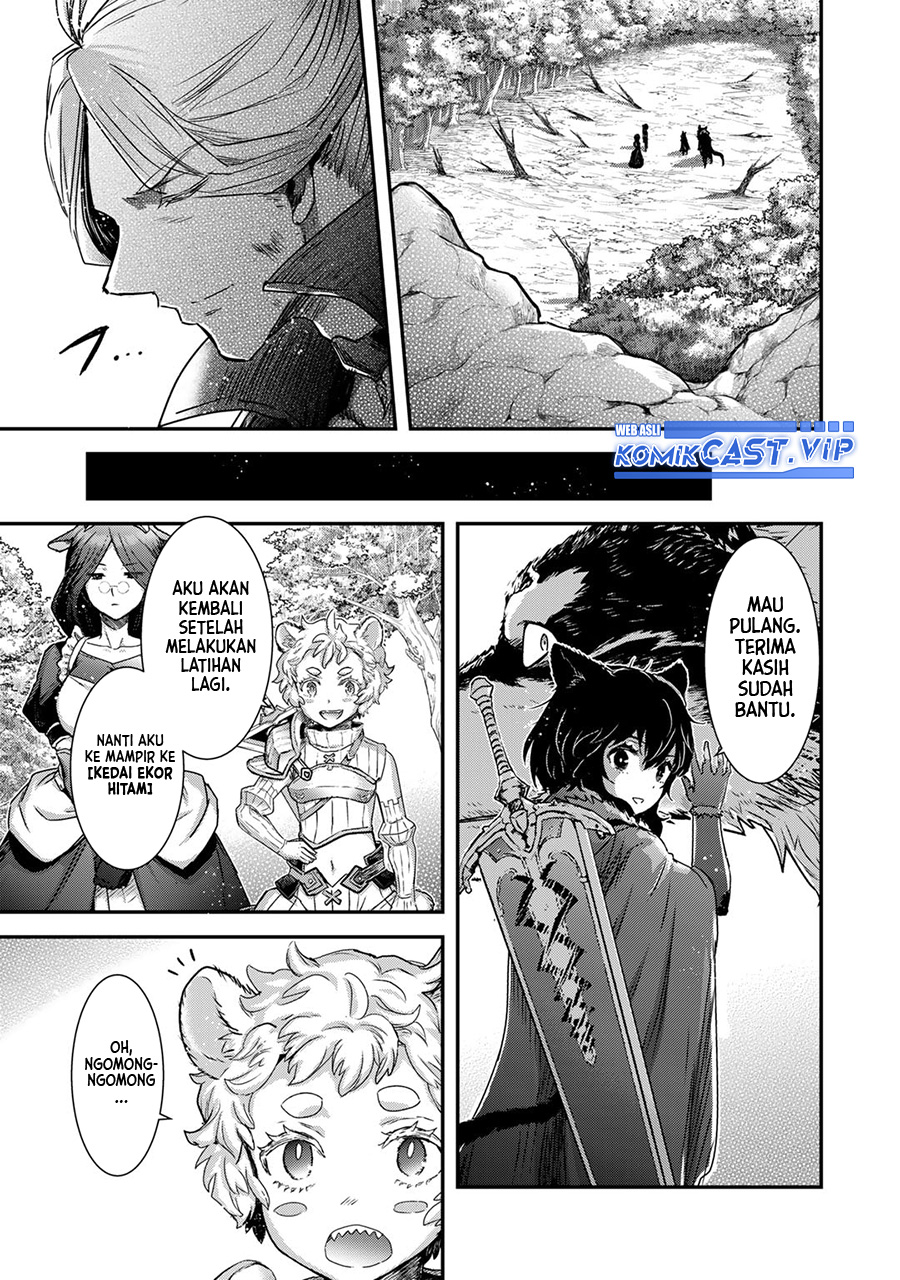 フ...
WEB ASLI
KOMIKCAST.VIP
MAU
PULANG.
TERIMA
KASIH
SUDAH
BANTU.
AKU AKAN
KEMBALI
SETELAH
MELAKUKAN
LATIHAN
LAGI.
NANTI AKU
KE MAMPIR KE
[KEDAI EKOR
HITAM]
OH,
NGOMONG-
NGOMONG
...